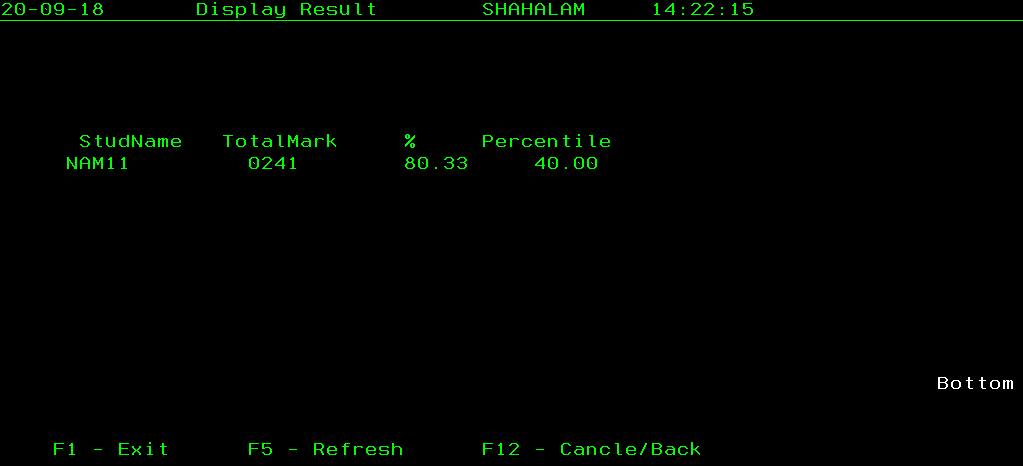 20-09-18 Display Result SHAHALAM 14:22:15
StudName TotalMark % Percentile
NAM11 0241 80.33 40.00
Bottom
F1 - Exit F5 - Refresh F12 - Cancle/Back